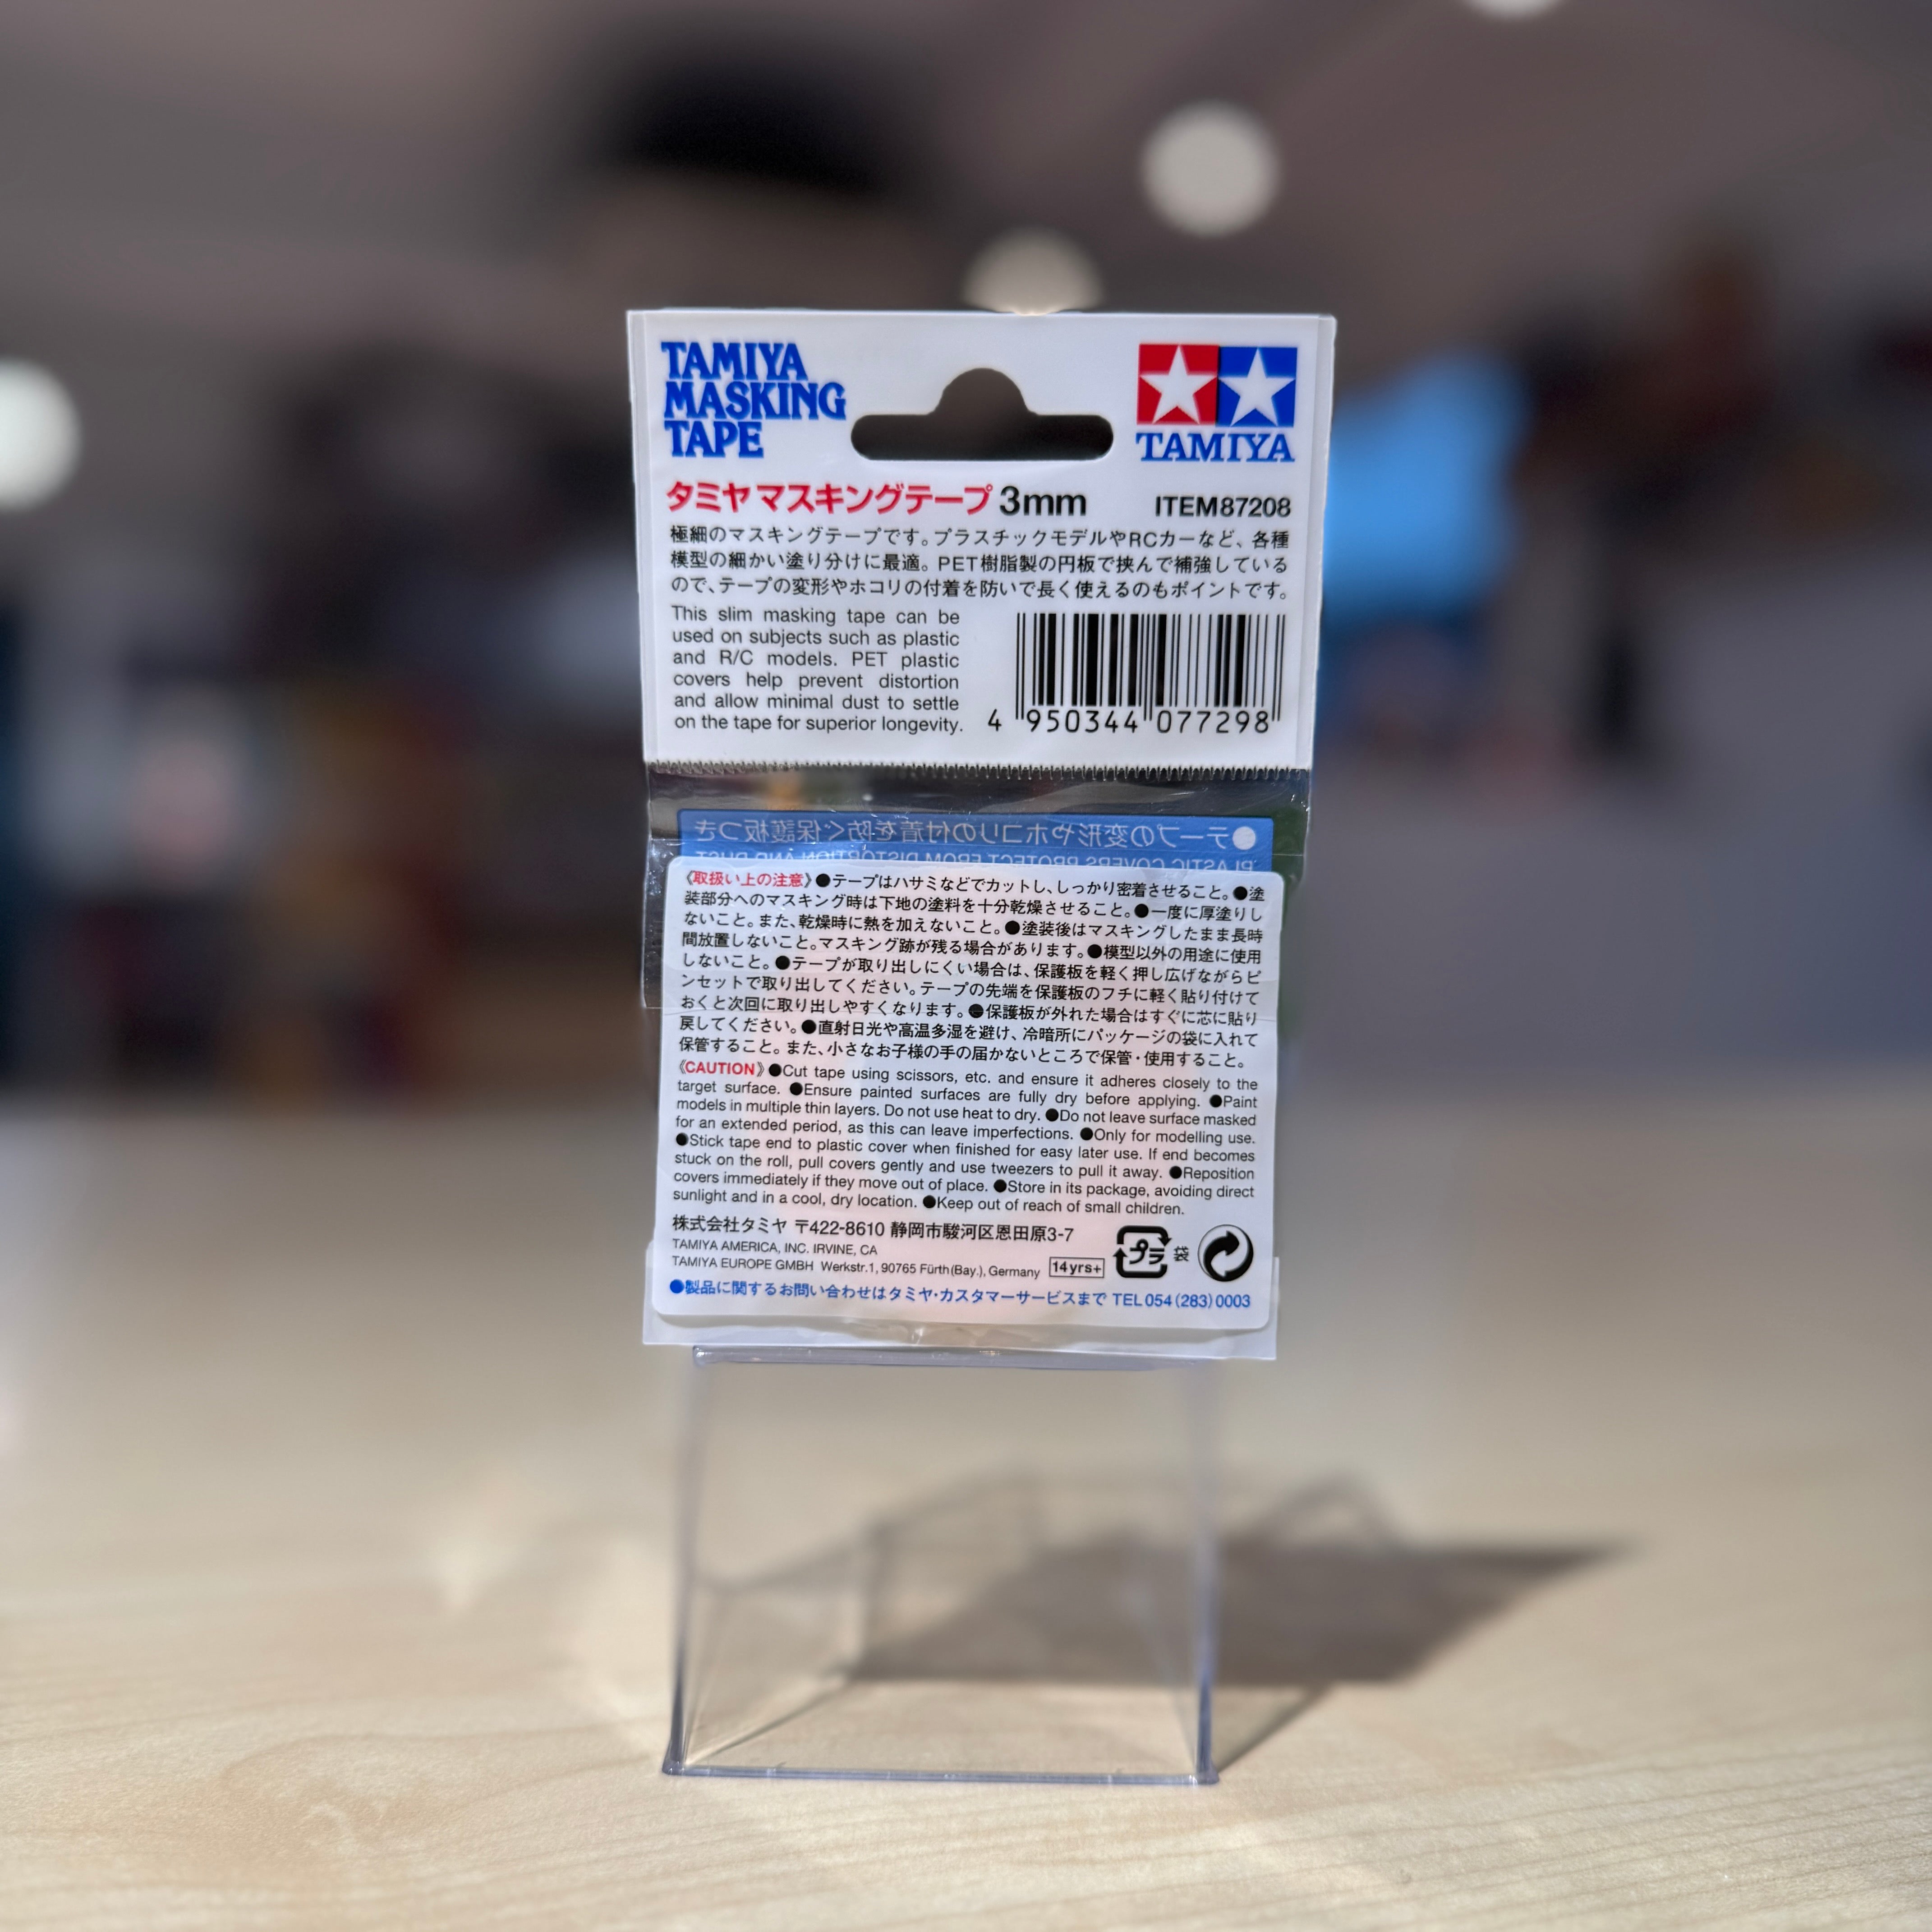 TAMIYA
MASKING
TAPE
TAMIYA
タミヤ マスキングテープ 3mm
ITEM87208
極細のマスキングテープです。プラスチックモデルやRCカーなど、各種
模型の細かい塗り分けに最適。PET樹脂製の円板で挟んで補強している
ので、テープの変形やホコリの付着を防いで長く使えるのもポイントです。
This slim masking tape can be
used on subjects such as plastic
and R/C models. PET plastic
covers help prevent distortion
and allow minimal dust to settle
on the tape for superior longevity.
4 950344 077298
●テープの変形やホコリの付着を防ぐ保護板つき
PLASTIC COVERS PROTECT FROM DISTORTION AND DUST
《取扱い上の注意》●テープはハサミなどでカットし、しっかり密着させること。●塗
装部分へのマスキング時は下地の塗料を十分乾燥させること。●一度に厚塗りし
ないこと。また、乾燥時に熱を加えないこと。●塗装後はマスキングしたまま長時
間放置しないこと。マスキング跡が残る場合があります。●模型以外の用途に使用
しないこと。●テープが取り出しにくい場合は、保護板を軽く押し広げながらピ
ンセットで取り出してください。テープの先端を保護板のフチに軽く貼り付けて
おくと次回に取り出しやすくなります。●保護板が外れた場合はすぐに芯に貼り
戻してください。●直射日光や高温多湿を避け、冷暗所にパッケージの袋に入れて
保管すること。また、小さなお子様の手の届かないところで保管・使用すること。
《CAUTION》●Cut tape using scissors, etc. and ensure it adheres closely to the
target surface. ●Ensure painted surfaces are fully dry before applying. ●Paint
models in multiple thin layers. Do not use heat to dry. ●Do not leave surface masked
for an extended period, as this can leave imperfections. ●Only for modelling use.
●Stick tape end to plastic cover when finished for easy later use. If end becomes
stuck on the roll, pull covers gently and use tweezers to pull it away. ●Reposition
covers immediately if they move out of place. ●Store in its package, avoiding direct
sunlight and in a cool, dry location. ●Keep out of reach of small children.
株式会社タミヤ 〒422-8610 静岡市駿河区恩田原3-7
TAMIYA AMERICA, INC. IRVINE, CA
TAMIYA EUROPE GMBH Werkstr.1, 90765 Fürth(Bay.), Germany
14yrs+
プラ 袋
●製品に関するお問い合わせはタミヤ・カスタマーサービスまで TEL 054(283)0003